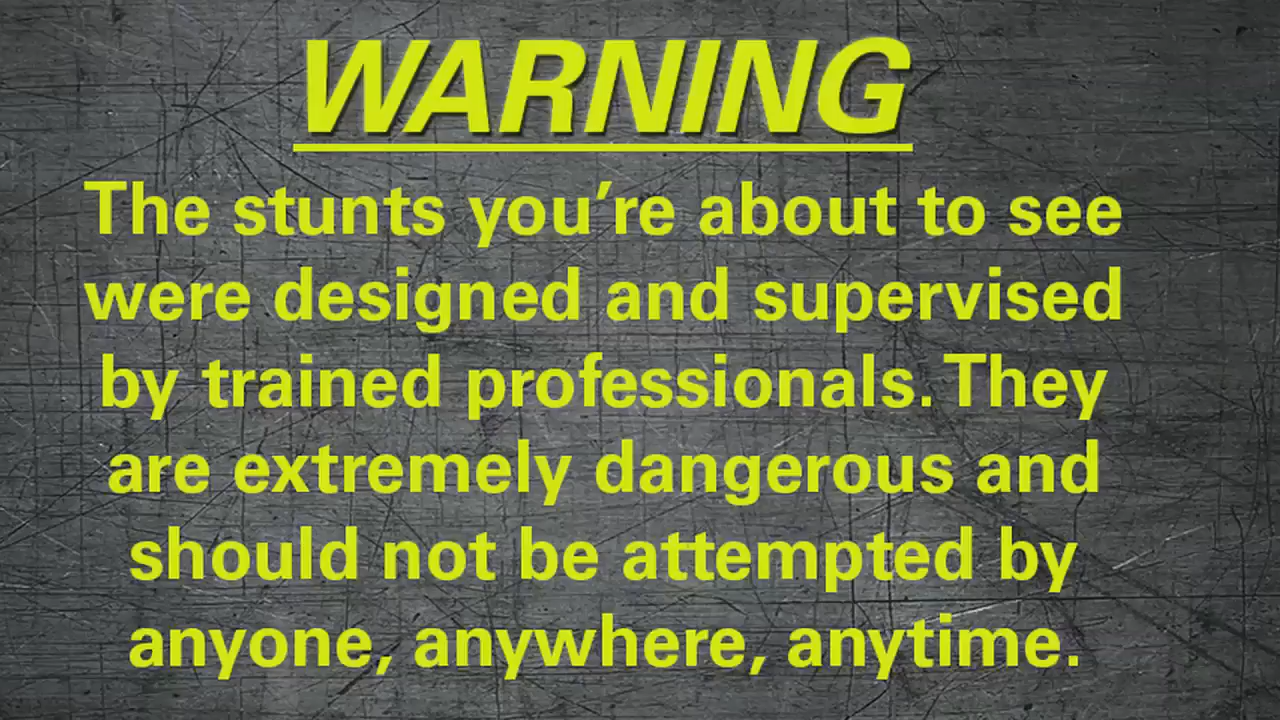 WARNING
The stunts you’re about to see
were designed and supervised
by trained professionals. They
are extremely dangerous and
should not be attempted by
anyone, anywhere, anytime.